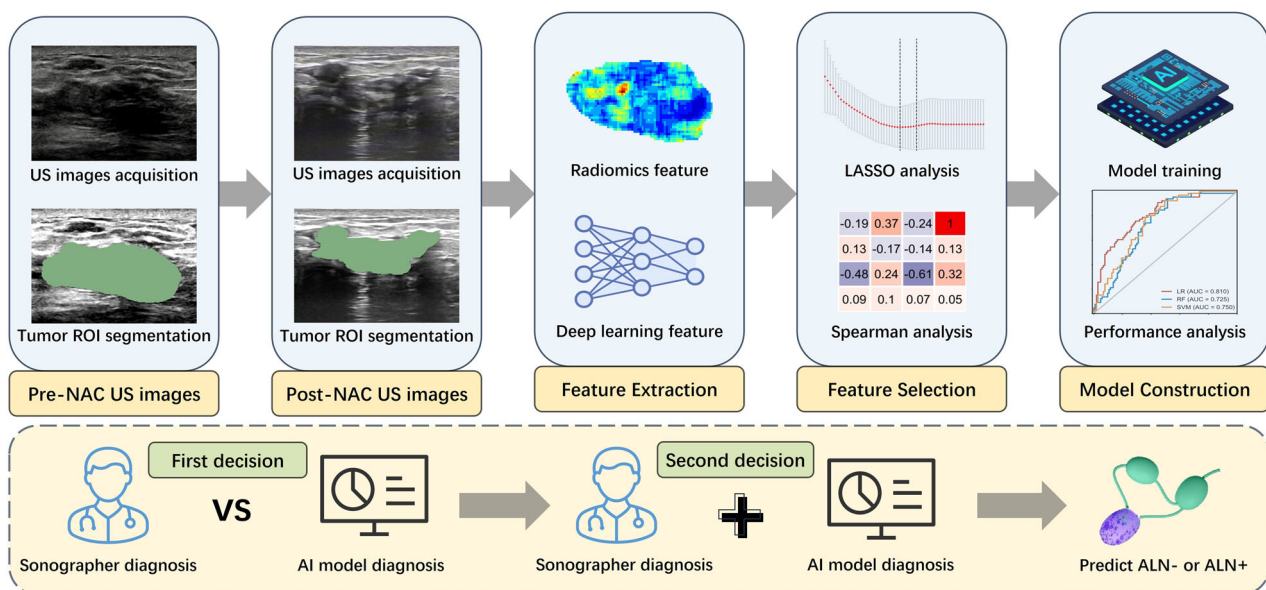 US images acquisition
Tumor ROI segmentation
Pre-NAC US images
US images acquisition
Tumor ROI segmentation
Post-NAC US images
Radiomics feature
Deep learning feature
Feature Extraction
LASSO analysis
-0.19 0.37 -0.24 1
0.13 -0.17 -0.14 0.13
-0.48 0.24 -0.61 0.32
0.09 0.1 0.07 0.05
Spearman analysis
Feature Selection
AI
Model training
LR (AUC = 0.810)
RF (AUC = 0.725)
SVM (AUC = 0.750)
Performance analysis
Model Construction
First decision
VS
Sonographer diagnosis
AI model diagnosis
Second decision
Sonographer diagnosis
AI model diagnosis
Predict ALN- or ALN+